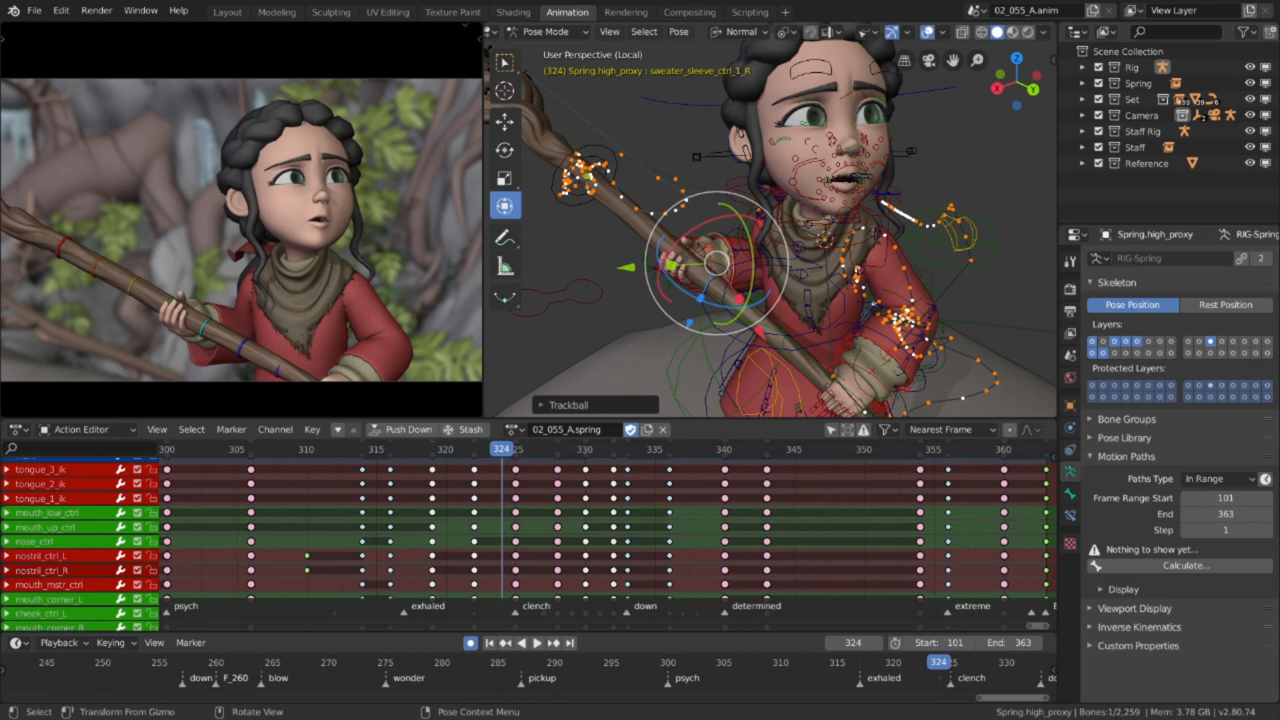 File Edit Render Window Help
Layout Modeling Sculpting UV Editing Texture Paint Shading Animation Rendering Compositing Scripting +
02_055_A.anim
View Layer
Pose Mode View Select Pose Normal
User Perspective (Local)
(324) Spring.high_proxy : sweater_sleeve_ctrl_1_R
Z
X
Y
Trackball
Scene Collection
Rig
Spring
Set
Camera
Staff Rig
Staff
Reference
Spring.high_proxy RIG-Spring
RIG-Spring 2
Skeleton
Pose Position Rest Position
Layers:
Protected Layers:
Bone Groups
Pose Library
Motion Paths
Paths Type In Range
Frame Range Start 101
End 363
Step 1
Nothing to show yet...
Calculate...
Display
Viewport Display
Inverse Kinematics
Custom Properties
Action Editor View Select Marker Channel Key Push Down Stash 02_055_A.spring Nearest Frame
300 305 310 315 324 25 330 335 340 345 350 355 360
tongue_3_ik
tongue_2_ik
tongue_1_ik
mouth_low_ctrl
mouth_up_ctrl
nose_ctrl
nostril_ctrl_L
nostril_ctrl_R
mouth_mstr_ctrl
mouth_corner_L
cheek_ctrl_L
mouth_corner_R
psych exhaled clench down determined extreme
Playback Keying View Marker 324 Start: 101 End: 363
245 250 255 260 265 270 275 280 285 290 295 300 305 310 315 320 324 25 330
down F_260 blow wonder pickup psych exhaled clench
Select Transform From Gizmo Rotate View Pose Context Menu Spring.high_proxy | Bones:1/2,259 | Mem: 3.78 GB | v2.80.74